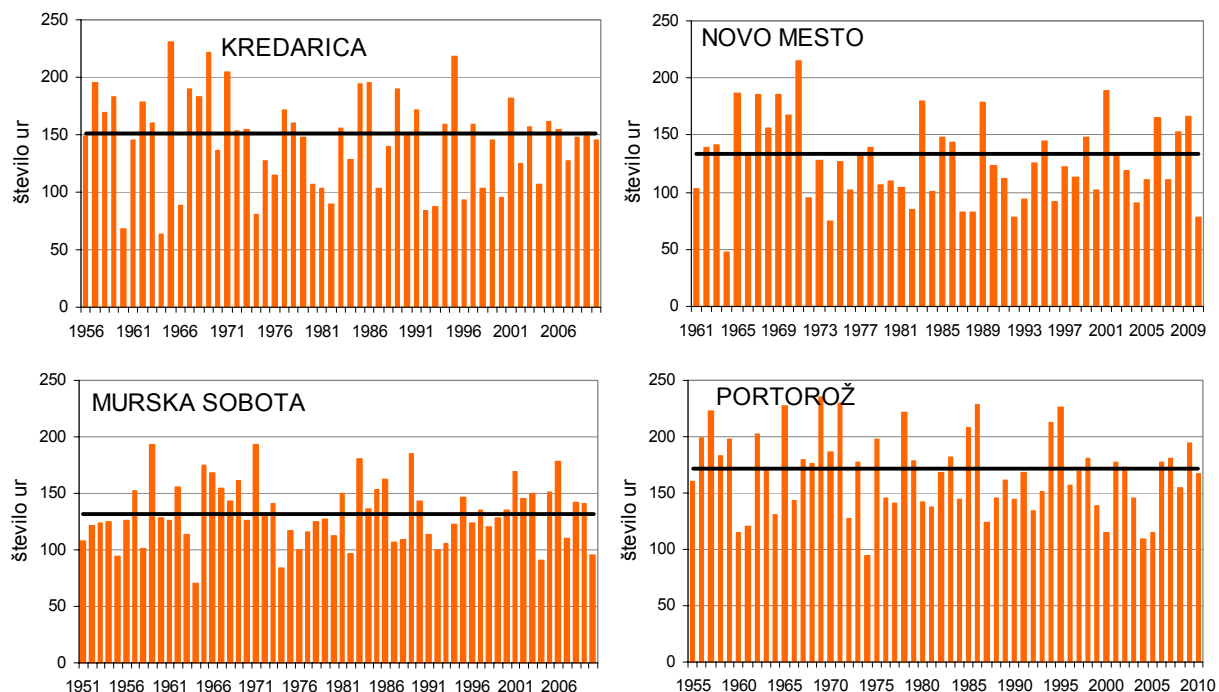 KREDARICA
število ur
250
200
150
100
50
0
1956 1961 1966 1971 1976 1981 1986 1991 1996 2001 2006
NOVO MESTO
število ur
250
200
150
100
50
0
1961 1965 1969 1973 1977 1981 1985 1989 1993 1997 2001 2005 2009
MURSKA SOBOTA
število ur
250
200
150
100
50
0
1951 1956 1961 1966 1971 1976 1981 1986 1991 1996 2001 2006
PORTOROŽ
število ur
250
200
150
100
50
0
1955 1960 1965 1970 1975 1980 1985 1990 1995 2000 2005 2010